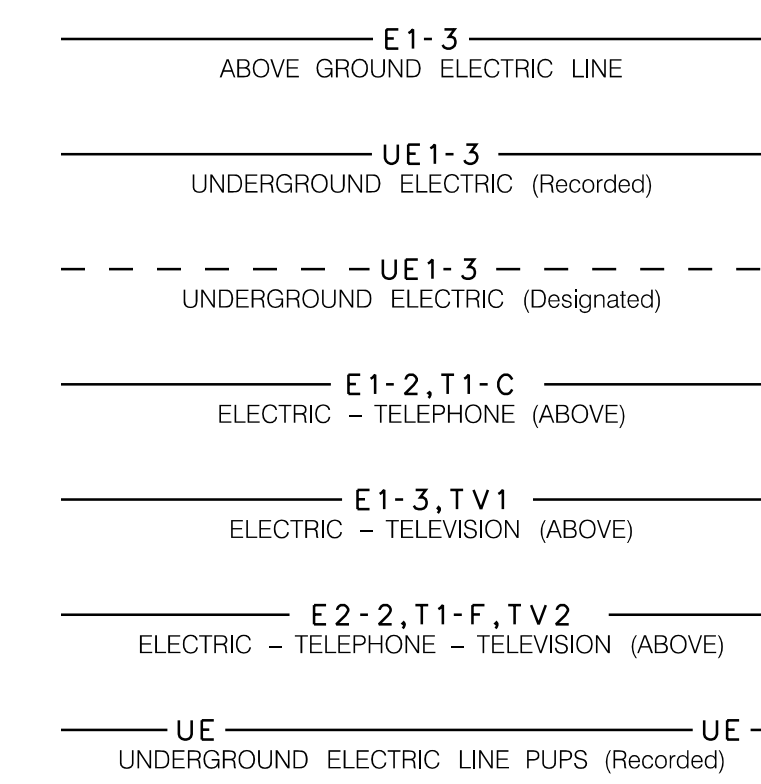 E1-3
ABOVE GROUND ELECTRIC LINE
UE1-3
UNDERGROUND ELECTRIC (Recorded)
UE1-3
UNDERGROUND ELECTRIC (Designated)
E1-2,T1-C
ELECTRIC – TELEPHONE (ABOVE)
E1-3,TV1
ELECTRIC – TELEVISION (ABOVE)
E2-2,T1-F,TV2
ELECTRIC – TELEPHONE – TELEVISION (ABOVE)
UE UE
UNDERGROUND ELECTRIC LINE PUPS (Recorded)